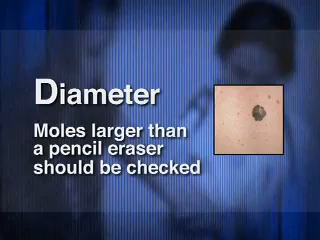 Diameter
Moles larger than
a pencil eraser
should be checked